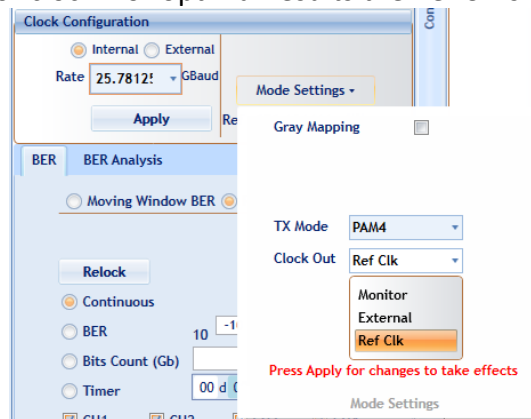 Clock Configuration
Internal External
Rate 25.7812 GBaud
Mode Settings
Apply
Gray Mapping
BER BER Analysis
Moving Window BER
TX Mode PAM4
Clock Out Ref Clk
Relock
Continuous
Monitor
External
Ref Clk
BER 10
Bits Count (Gb)
Press Apply for changes to take effects
Timer 00 d
Mode Settings